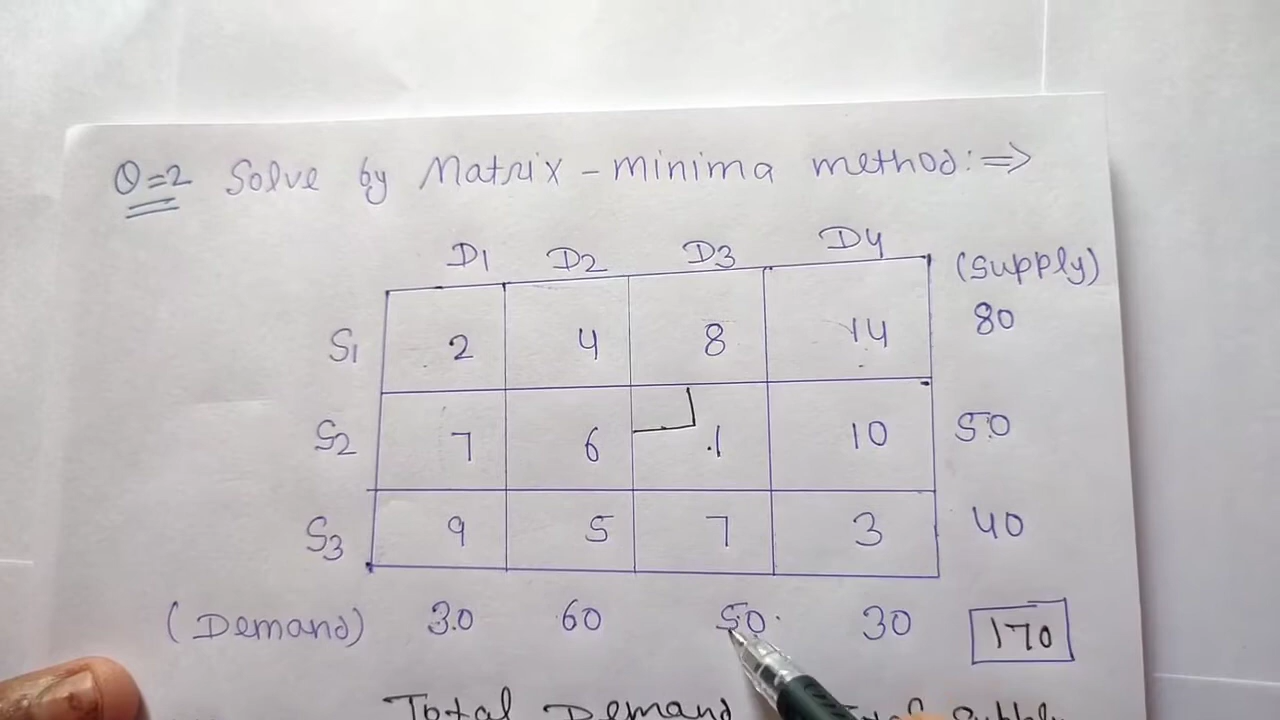 Q=2 Solve by Matrix - minima method:⇒
D1 D2 D3 D4 (Supply)
S1 2 4 8 14 80
S2 7 6 1 10 50
S3 9 5 7 3 40
(Demand) 30 60 50 30 170
Total Demand